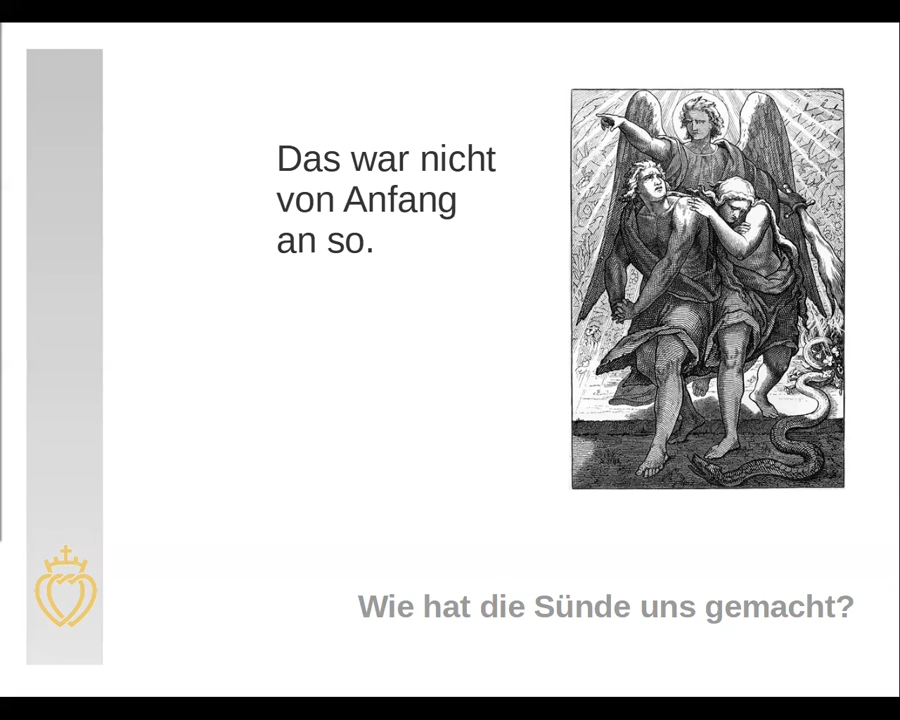 Das war nicht
von Anfang
an so.
Wie hat die Sünde uns gemacht?